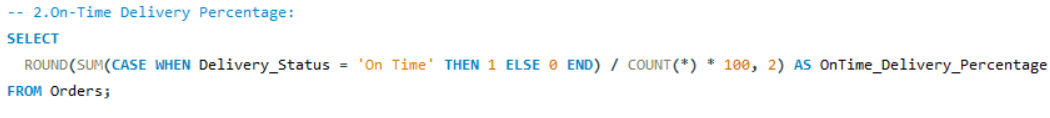 -- 2.On-Time Delivery Percentage:
SELECT
ROUND(SUM(CASE WHEN Delivery_Status = 'On Time' THEN 1 ELSE 0 END) / COUNT(*) * 100, 2) AS OnTime_Delivery_Percentage
FROM Orders;